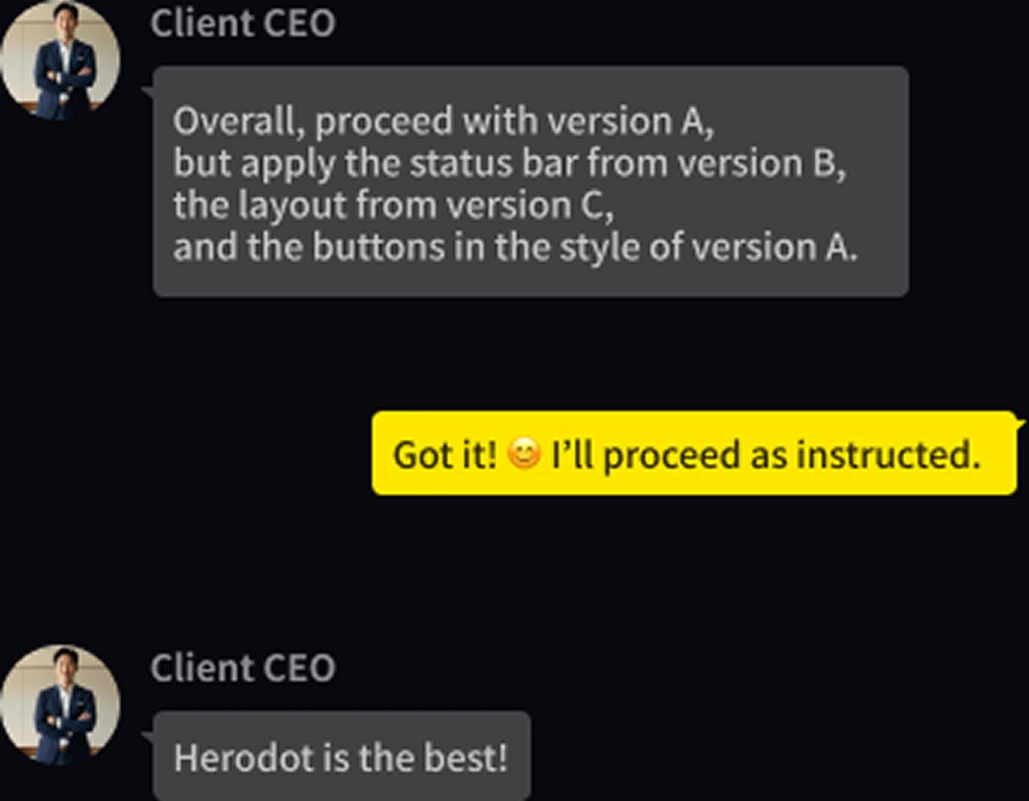 Client CEO
Overall, proceed with version A,
but apply the status bar from version B,
the layout from version C,
and the buttons in the style of version A.
Got it! 😊 I’ll proceed as instructed.
Client CEO
Herodot is the best!